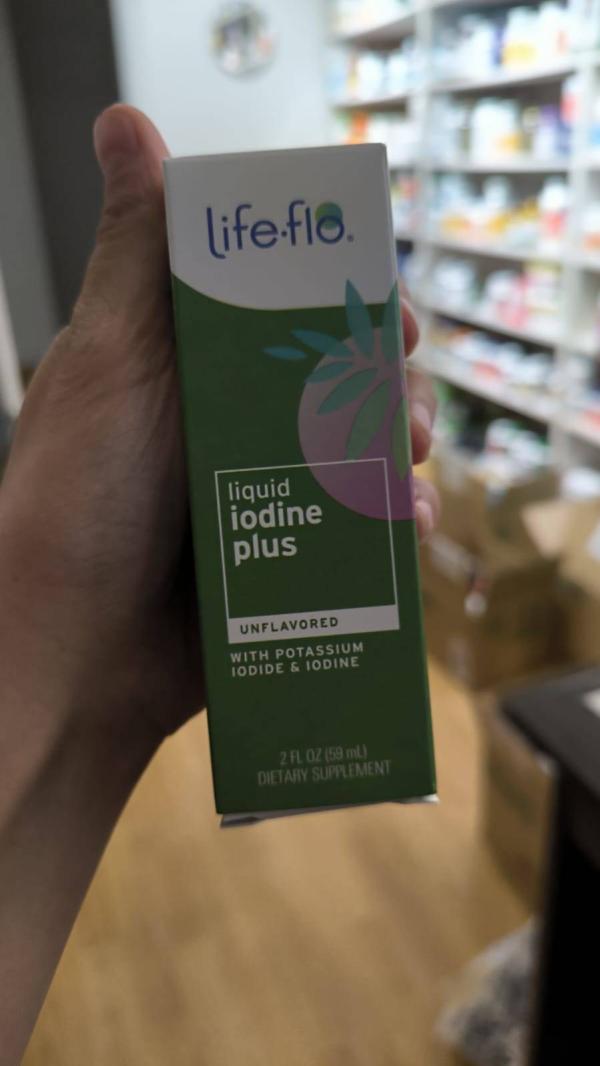 life·flo®
liquid
iodine
plus
UNFLAVORED
WITH POTASSIUM
IODIDE & IODINE
2 FL OZ (59 mL)
DIETARY SUPPLEMENT